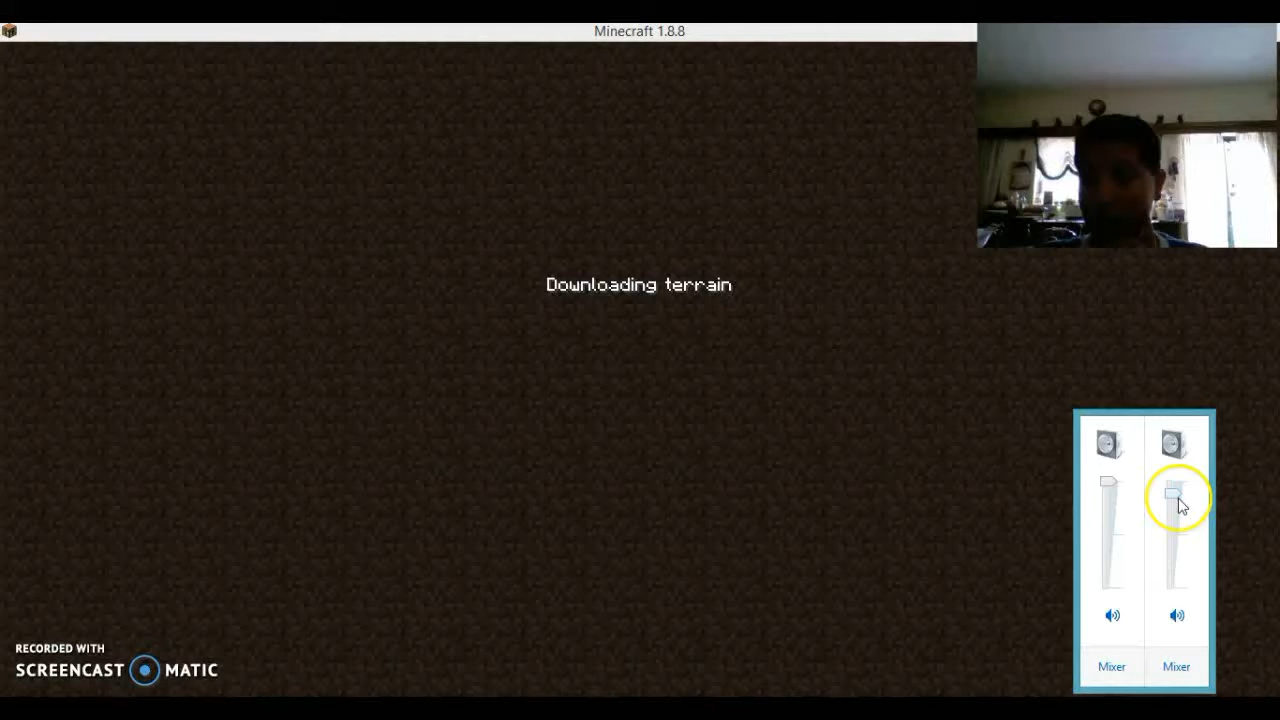 Minecraft 1.8.8
Downloading terrain
Mixer Mixer
RECORDED WITH
SCREENCAST MATIC